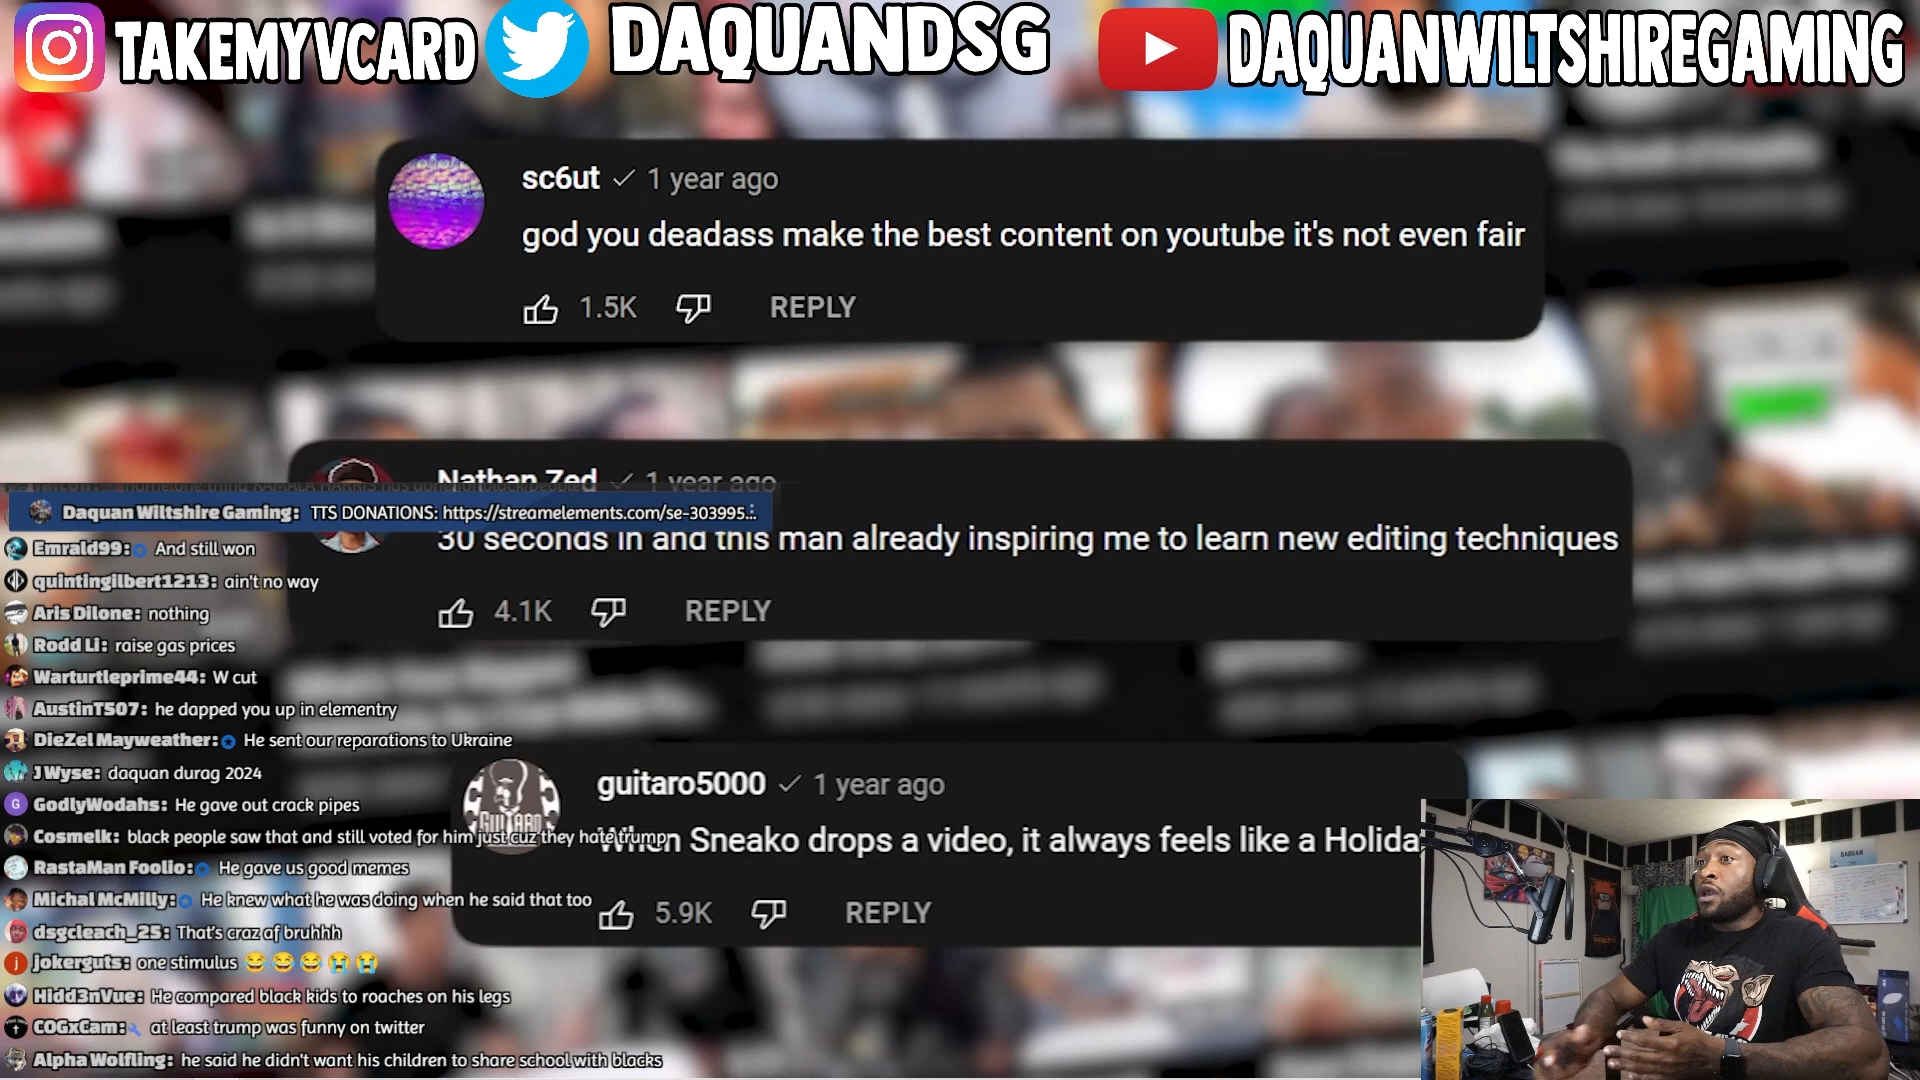 TAKEMYVCARD
DAQUANDSG
DAQUANWILTSHIREGAMING
sc6ut 1 year ago
god you deadass make the best content on youtube it's not even fair
1.5K REPLY
Nathan Zed 1 year ago
30 seconds in and this man already inspiring me to learn new editing techniques
4.1K REPLY
guitaro5000 1 year ago
When Sneako drops a video, it always feels like a Holida
5.9K REPLY
Daquan Wiltshire Gaming: TTS DONATIONS: https://streamelements.com/se-303995...
Emrald99: And still won
quintingilbert1213: ain't no way
Aris Dilone: nothing
Rodd Li: raise gas prices
Warturtleprime44: W cut
AustinT507: he dapped you up in elementry
DieZel Mayweather: He sent our reparations to Ukraine
J Wyse: daquan durag 2024
G GodlyWodahs: He gave out crack pipes
Cosmelk: black people saw that and still voted for him just cuz they hate trump
RastaMan Foolio: He gave us good memes
Michal McMilly: He knew what he was doing when he said that too
dsgcleach_25: That's craz af bruhhh
j jokerguts: one stimulus 😂😂😂😭😭
Hidd3nVue: He compared black kids to roaches on his legs
COGxCam: at least trump was funny on twitter
Alpha Wolfling: he said he didn't want his children to share school with blacks
DAQUAN